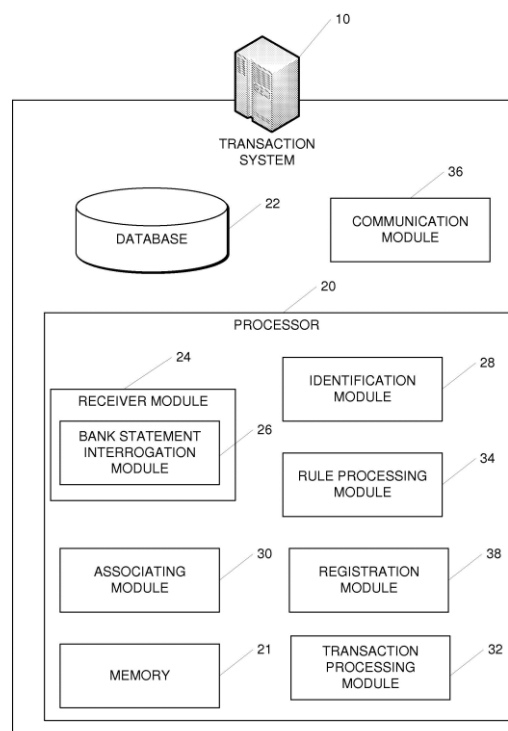 10
TRANSACTION
SYSTEM
36
22
DATABASE
COMMUNICATION
MODULE
20
PROCESSOR
24
RECEIVER MODULE
BANK STATEMENT
INTERROGATION
MODULE
26
IDENTIFICATION
MODULE
28
RULE PROCESSING
MODULE
34
ASSOCIATING
MODULE
30
REGISTRATION
MODULE
38
MEMORY
21
TRANSACTION
PROCESSING
MODULE
32